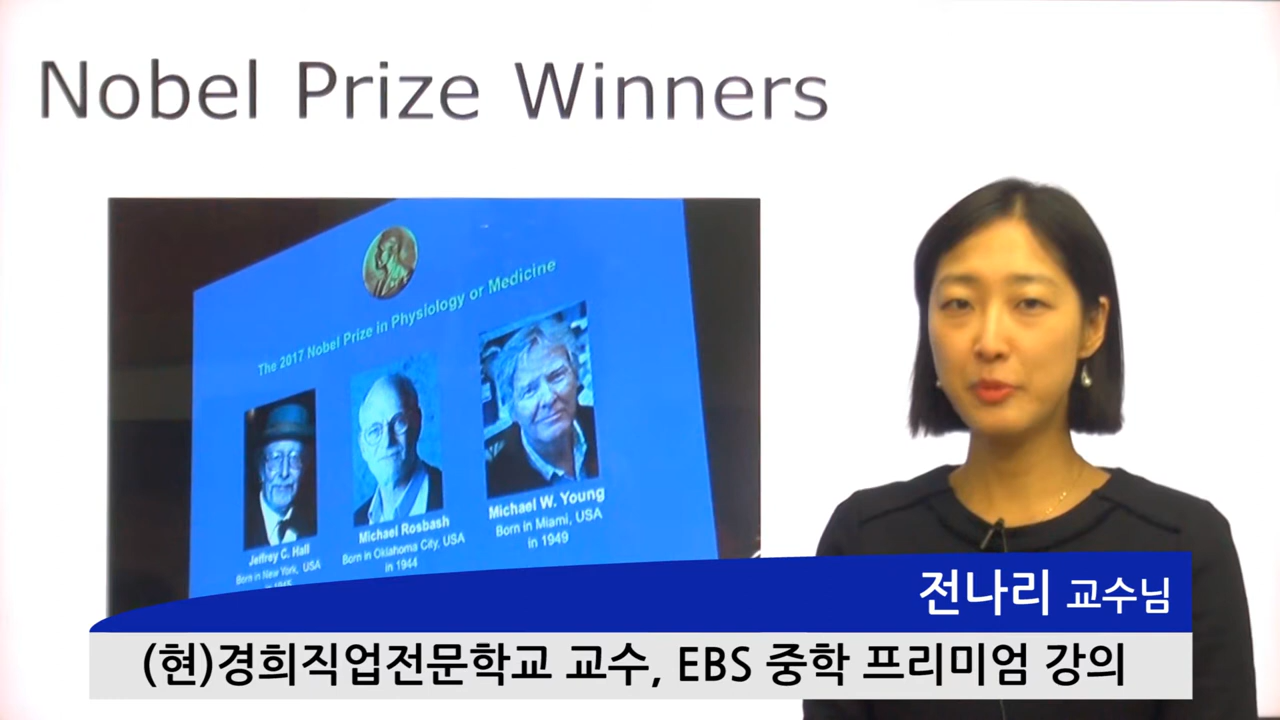 Nobel Prize Winners
The 2017 Nobel Prize in Physiology or Medicine
Jeffrey C. Hall
Born in New York, USA
Michael Rosbash
Born in Oklahoma City, USA
in 1944
Michael W. Young
Born in Miami, USA
in 1949
전나리 교수님
(현)경희직업전문학교 교수, EBS 중학 프리미엄 강의